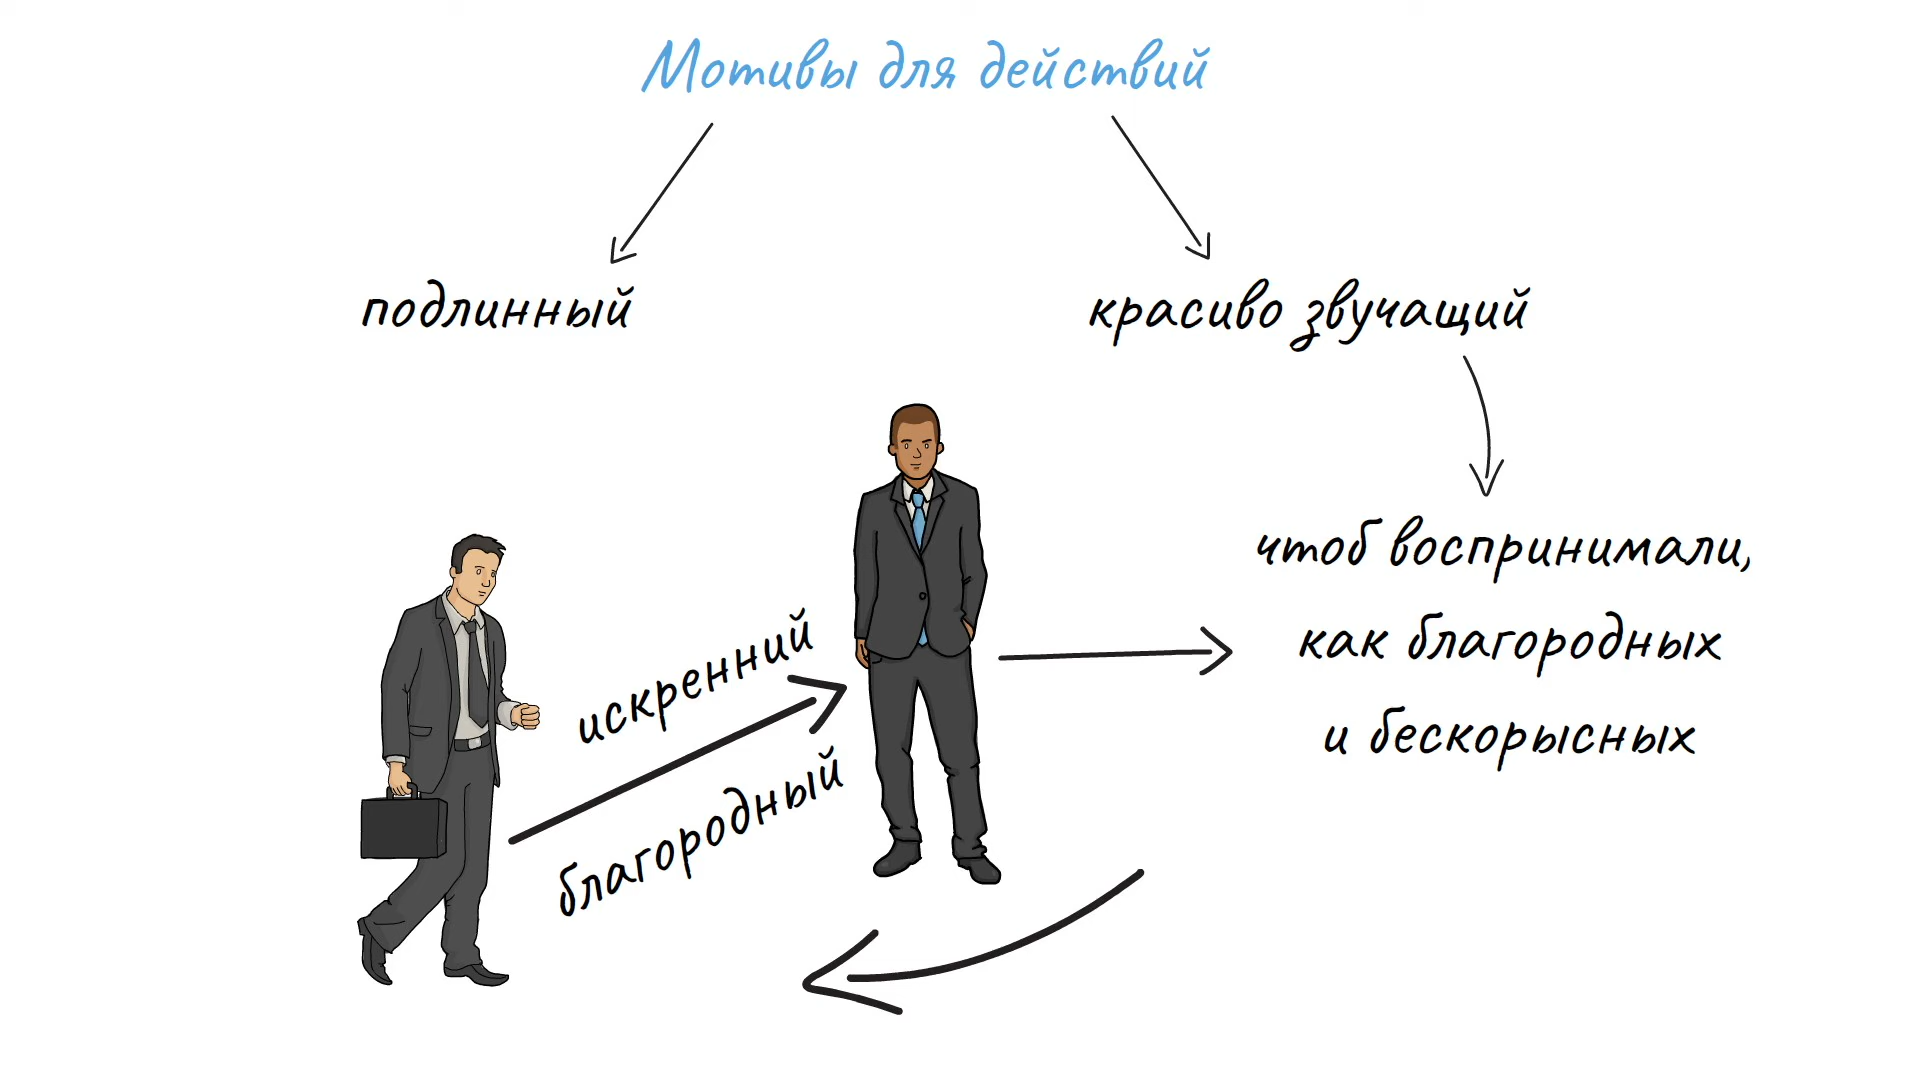 Мотивы для действий
подлинный
красиво звучащий
искренний
благородный
чтоб воспринимали,
как благородных
и бескорысных